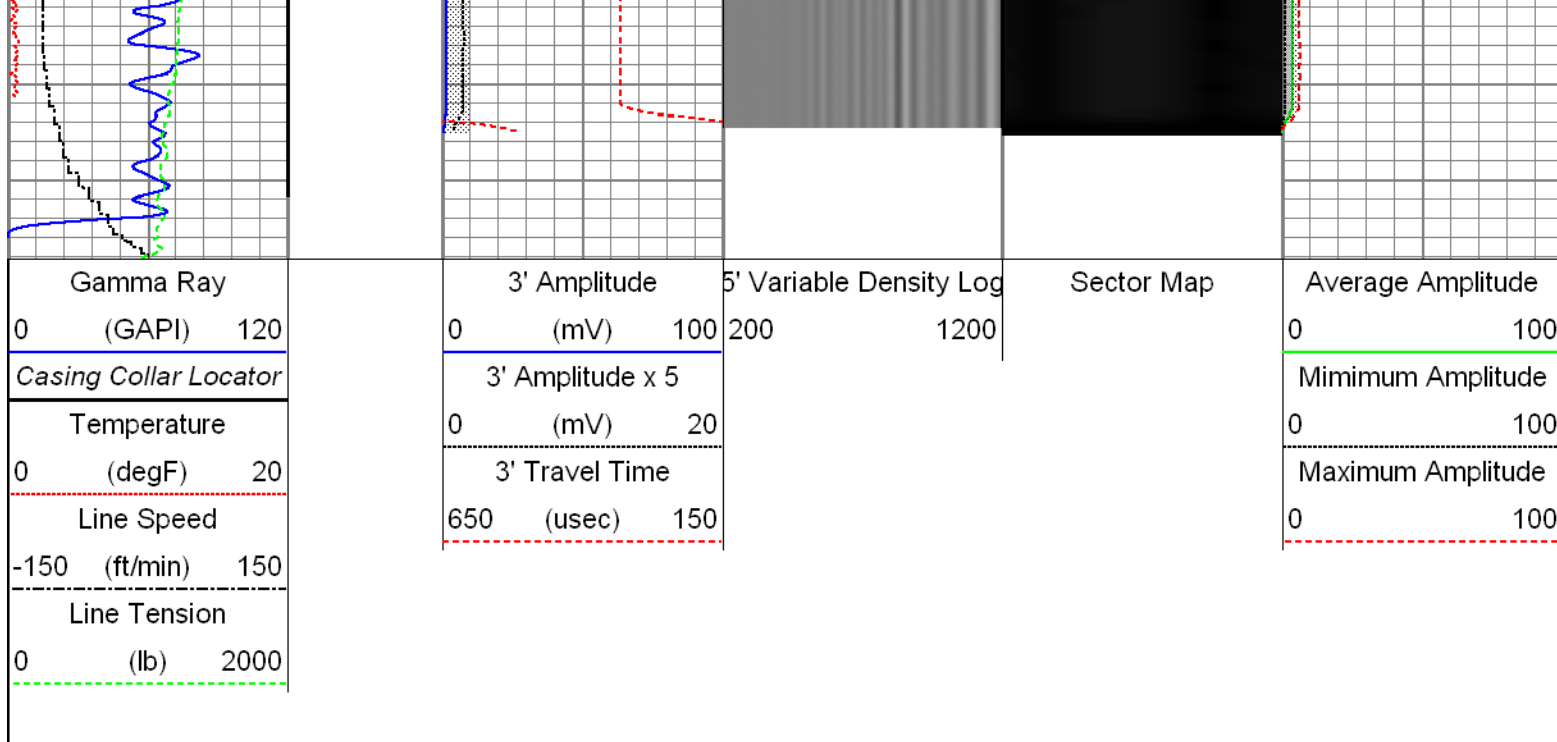 Gamma Ray
0 (GAPI) 120
Casing Collar Locator
Temperature
0 (degF) 20
Line Speed
-150 (ft/min) 150
Line Tension
0 (lb) 2000
3' Amplitude
0 (mV) 100
3' Amplitude x 5
0 (mV) 20
3' Travel Time
650 (usec) 150
5' Variable Density Log
200 1200
Sector Map
Average Amplitude
0 100
Mimimum Amplitude
0 100
Maximum Amplitude
0 100